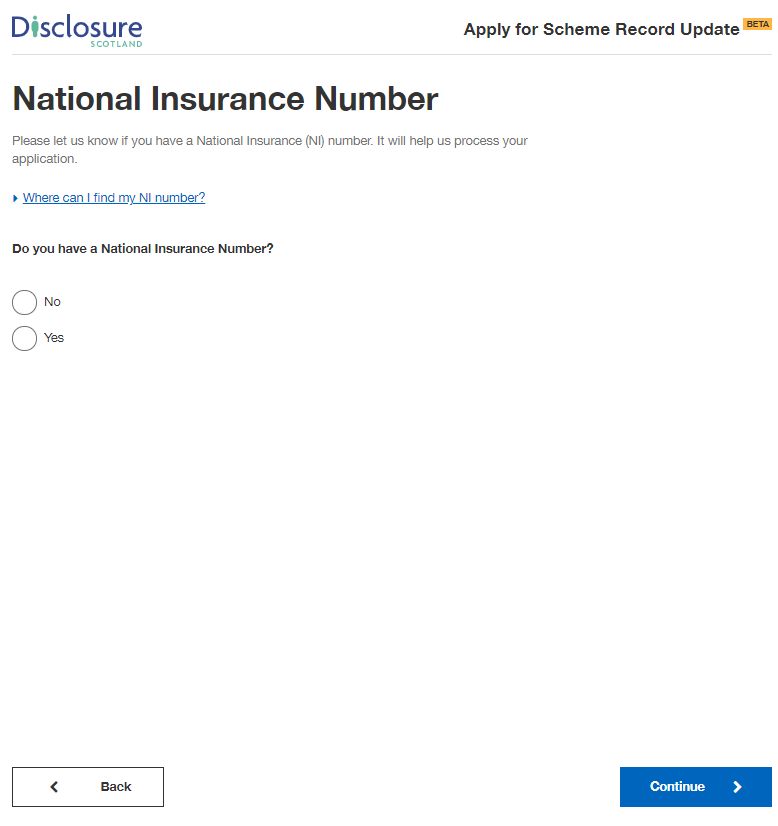 Disclosure
SCOTLAND
Apply for Scheme Record Update BETA
National Insurance Number
Please let us know if you have a National Insurance (NI) number. It will help us process your
application.
Where can I find my NI number?
Do you have a National Insurance Number?
No
Yes
Back
Continue